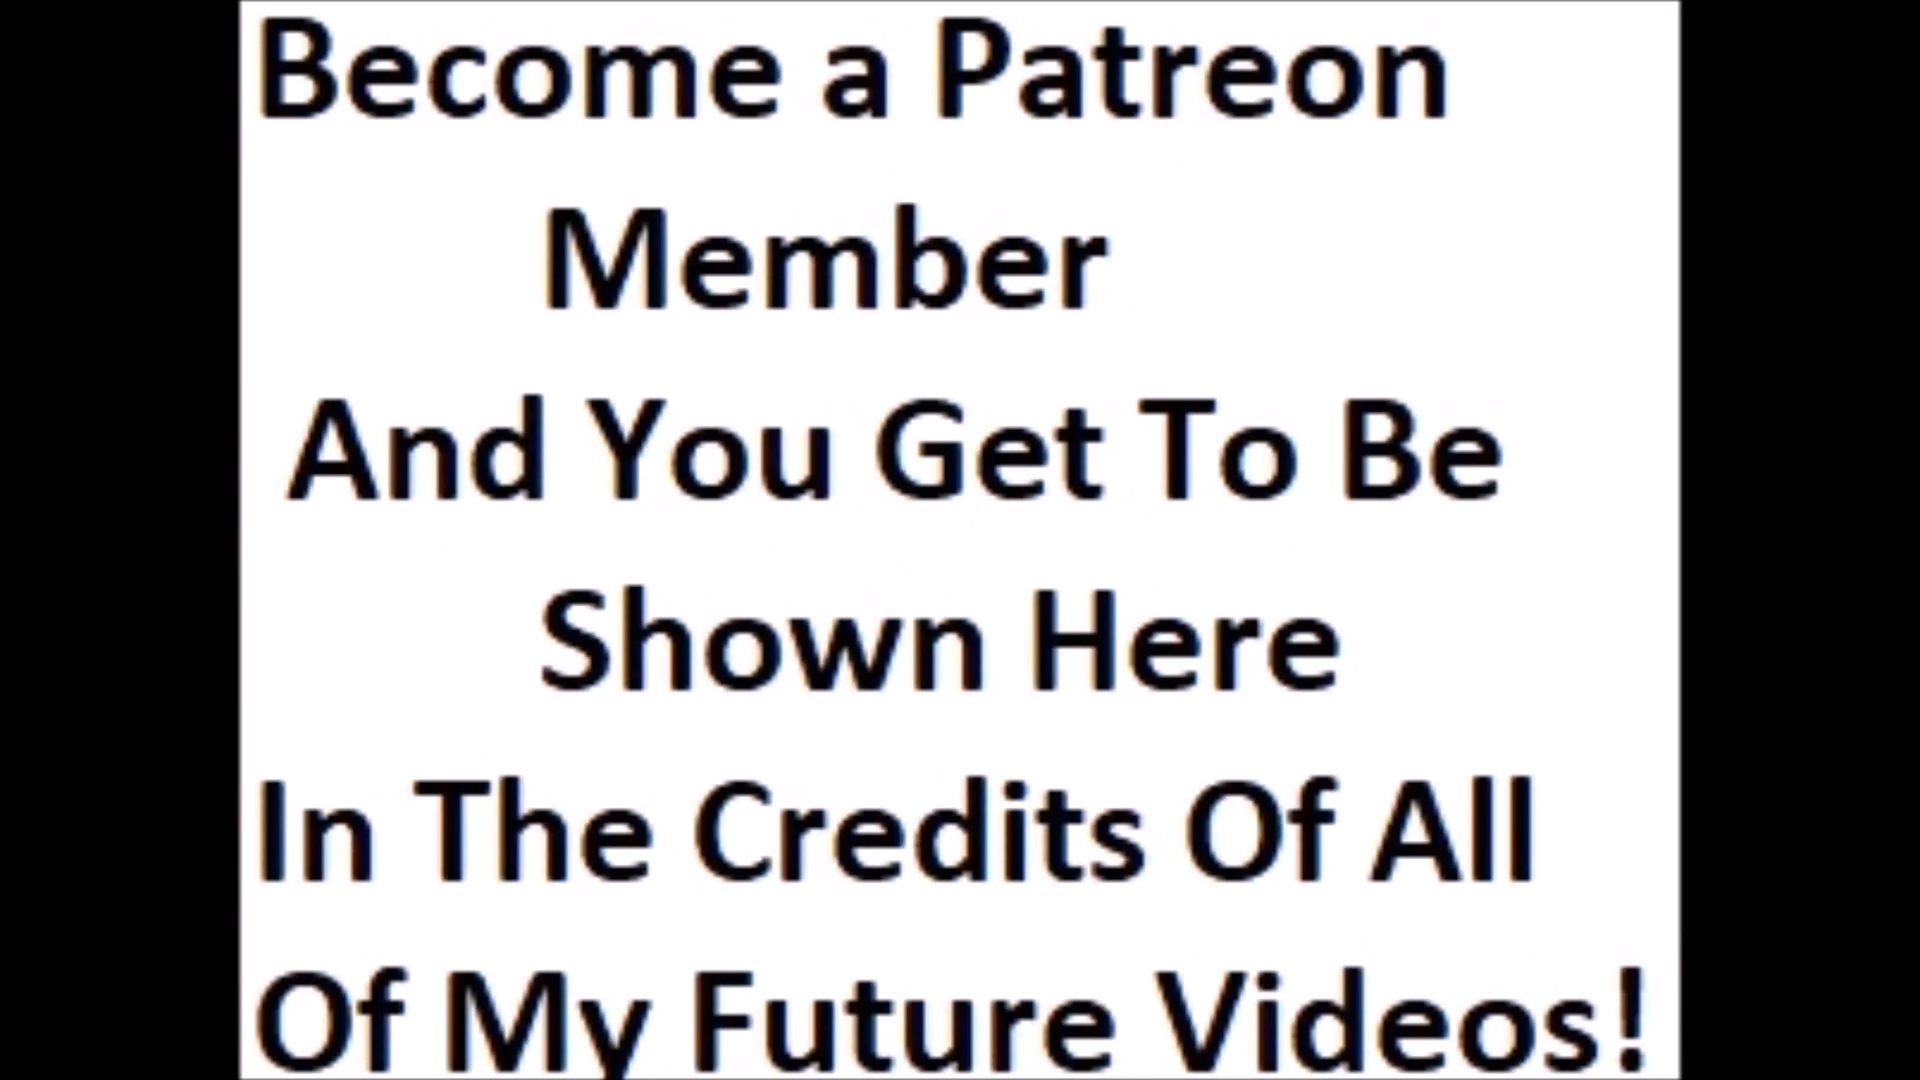 Become a Patreon
Member
And You Get To Be
Shown Here
In The Credits Of All
Of My Future Videos!